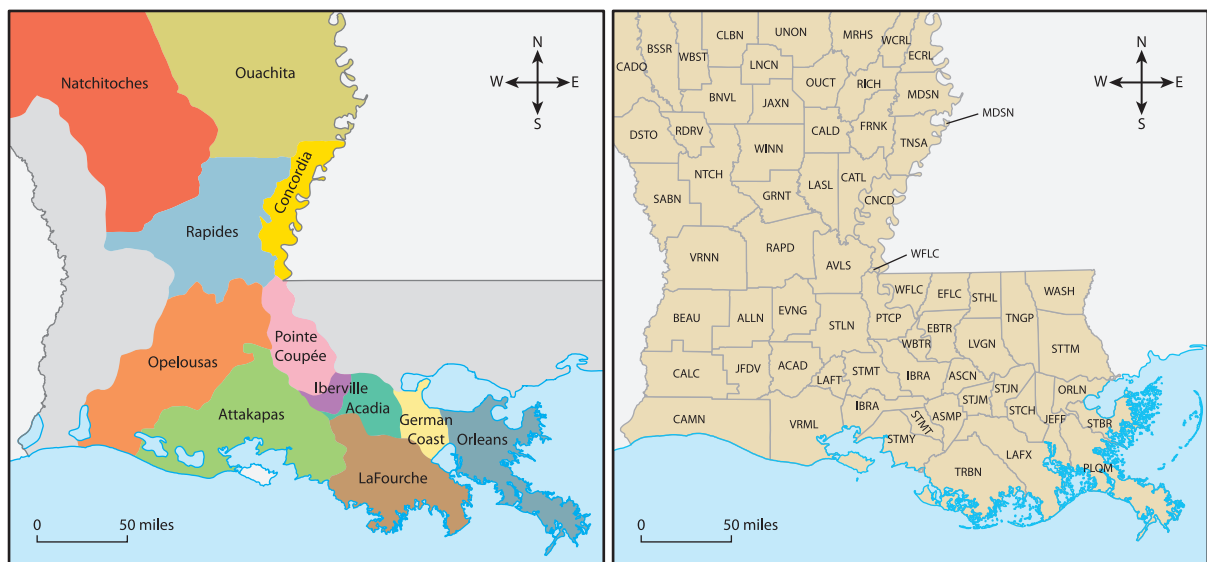 Natchitoches
Ouachita
N
W
E
S
Concordia
Rapides
Pointe
Coupée
Opelousas
Iberville
Acadia
Attakapas
German
Coast
Orleans
LaFourche
0
50 miles
CLBN
UNON
MRHS
WCRL
BSSR
WBST
ECRL
N
CADO
LNCN
OUCT
RICH
W
E
BNVL
JAXN
MDSN
S
MDSN
DSTO
RDRV
CALD
FRNK
WINN
TNSA
NTCH
LASL
CATL
SABN
GRNT
CNCD
RAPD
VRNN
AVLS
WFLC
WFLC
EFLC
STHL
WASH
BEAU
ALLN
EVNG
STLN
PTCP
TNGP
EBTR
WBTR
LVGN
STTM
CALC
JFDV
ACAD
LAFT
STMT
IBRA
ASCN
STJN
ORLN
STJM
CAMN
VRML
IBRA
STMT
ASMP
STCH
JEFF
STBR
STMY
LAFX
TRBN
PLQM
0
50 miles